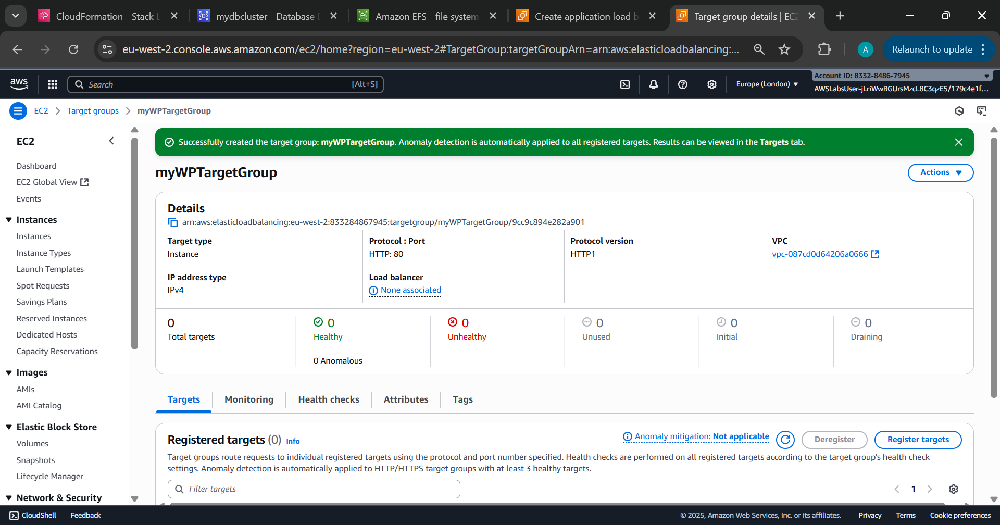 CloudFormation - Stack
mydbcluster - Database
Amazon EFS - file system
Create application load b
Target group details | EC2
eu-west-2.console.aws.amazon.com/ec2/home?region=eu-west-2#TargetGroup:targetGroupArn=arn:aws:elasticloadbalancing:...
A
Relaunch to update
aws
Search
[Alt+S]
Europe (London)
Account ID: 8332-8486-7945
AWSLabsUser-jLriWwBGUrsMzcL8C3qzE5/179c4e1f...
EC2
Target groups
myWPTargetGroup
EC2
Dashboard
EC2 Global View
Events
Instances
Instances
Instance Types
Launch Templates
Spot Requests
Savings Plans
Reserved Instances
Dedicated Hosts
Capacity Reservations
Images
AMIs
AMI Catalog
Elastic Block Store
Volumes
Snapshots
Lifecycle Manager
Network & Security
Successfully created the target group: myWPTargetGroup. Anomaly detection is automatically applied to all registered targets. Results can be viewed in the Targets tab.
myWPTargetGroup
Actions
Details
arn:aws:elasticloadbalancing:eu-west-2:833284867945:targetgroup/myWPTargetGroup/9cc9c894e282a901
Target type
Instance
Protocol : Port
HTTP: 80
Protocol version
HTTP1
VPC
vpc-087cd0d64206a0666
IP address type
IPv4
Load balancer
None associated
0
Total targets
0
Healthy
0 Anomalous
0
Unhealthy
0
Unused
0
Initial
0
Draining
Targets
Monitoring
Health checks
Attributes
Tags
Registered targets (0) Info
Anomaly mitigation: Not applicable
Deregister
Register targets
Target groups route requests to individual registered targets using the protocol and port number specified. Health checks are performed on all registered targets according to the target group's health check
settings. Anomaly detection is automatically applied to HTTP/HTTPS target groups with at least 3 healthy targets.
Filter targets
1
CloudShell
Feedback
© 2025, Amazon Web Services, Inc. or its affiliates.
Privacy
Terms
Cookie preferences